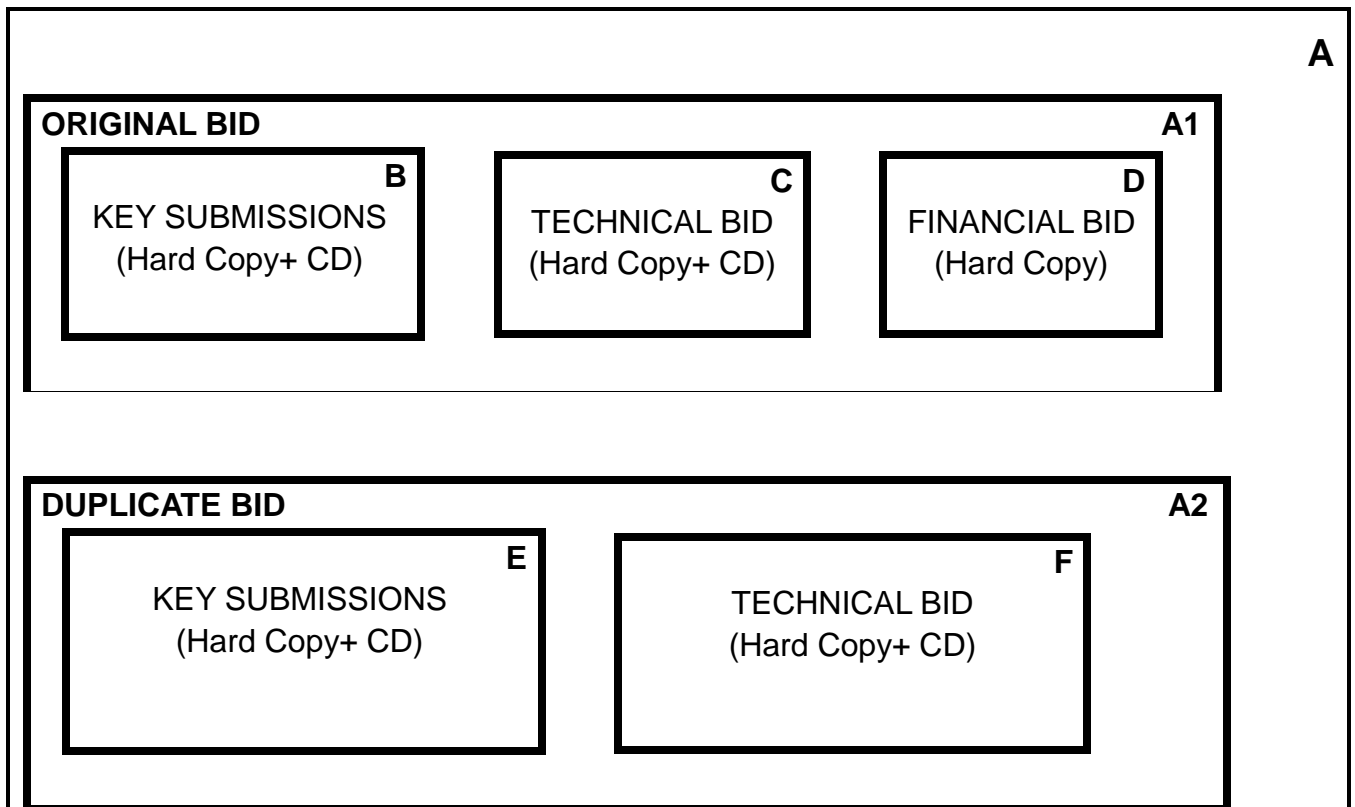 A
ORIGINAL BID A1
B
KEY SUBMISSIONS
(Hard Copy+ CD)
C
TECHNICAL BID
(Hard Copy+ CD)
D
FINANCIAL BID
(Hard Copy)
DUPLICATE BID A2
E
KEY SUBMISSIONS
(Hard Copy+ CD)
F
TECHNICAL BID
(Hard Copy+ CD)